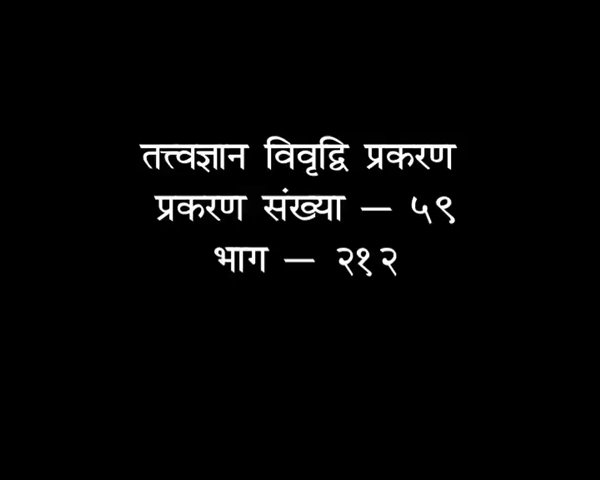 तत्त्वज्ञान विवृद्वि प्रकरण
प्रकरण संख्या – ५९
भाग – २१२